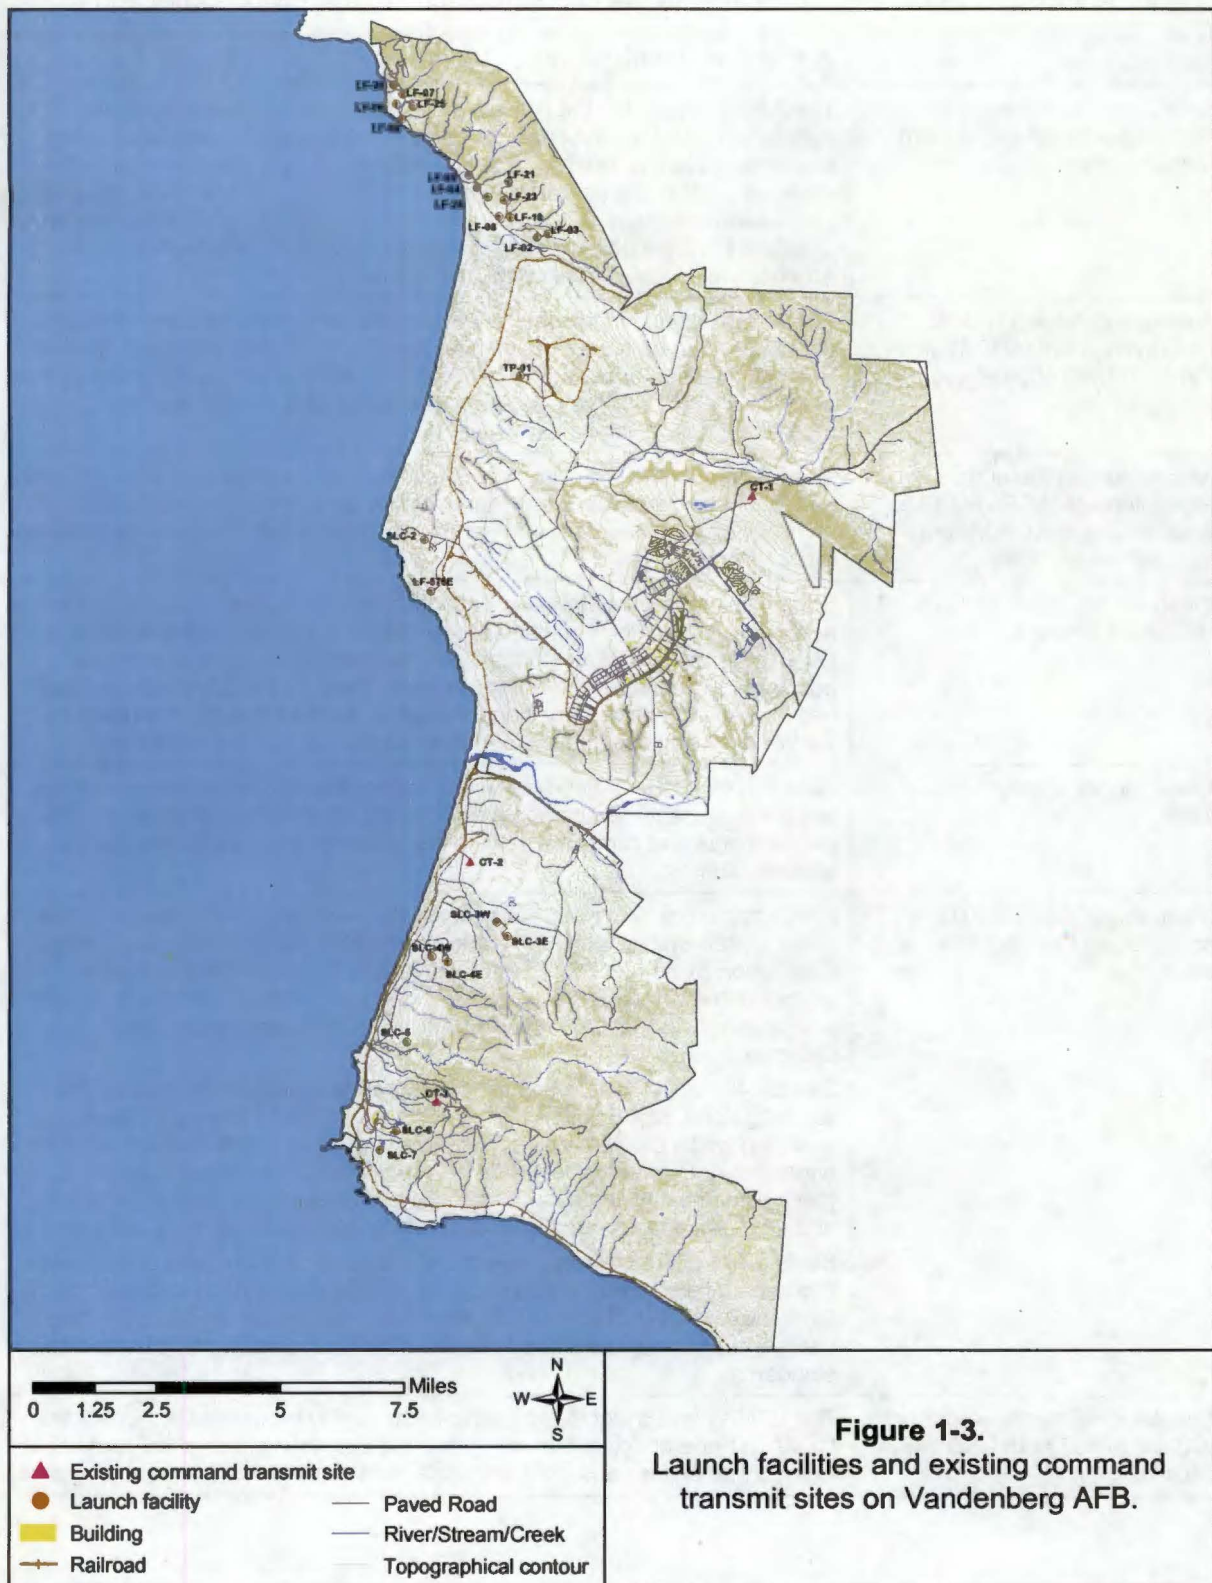 LF-07
LF-25
LF-21
LF-23
LF-10
LF-03
LF-02
TP-01
CT-1
SLC-2
LF-576E
CT-2
SLC-3W
SLC-3E
SLC-4W
SLC-4E
SLC-5
CT-3
SLC-6
SLC-7
Miles
0 1.25 2.5 5 7.5
N
W E
S
Existing command transmit site
Launch facility
Building
Railroad
Paved Road
River/Stream/Creek
Topographical contour
Figure 1-3.
Launch facilities and existing command
transmit sites on Vandenberg AFB.